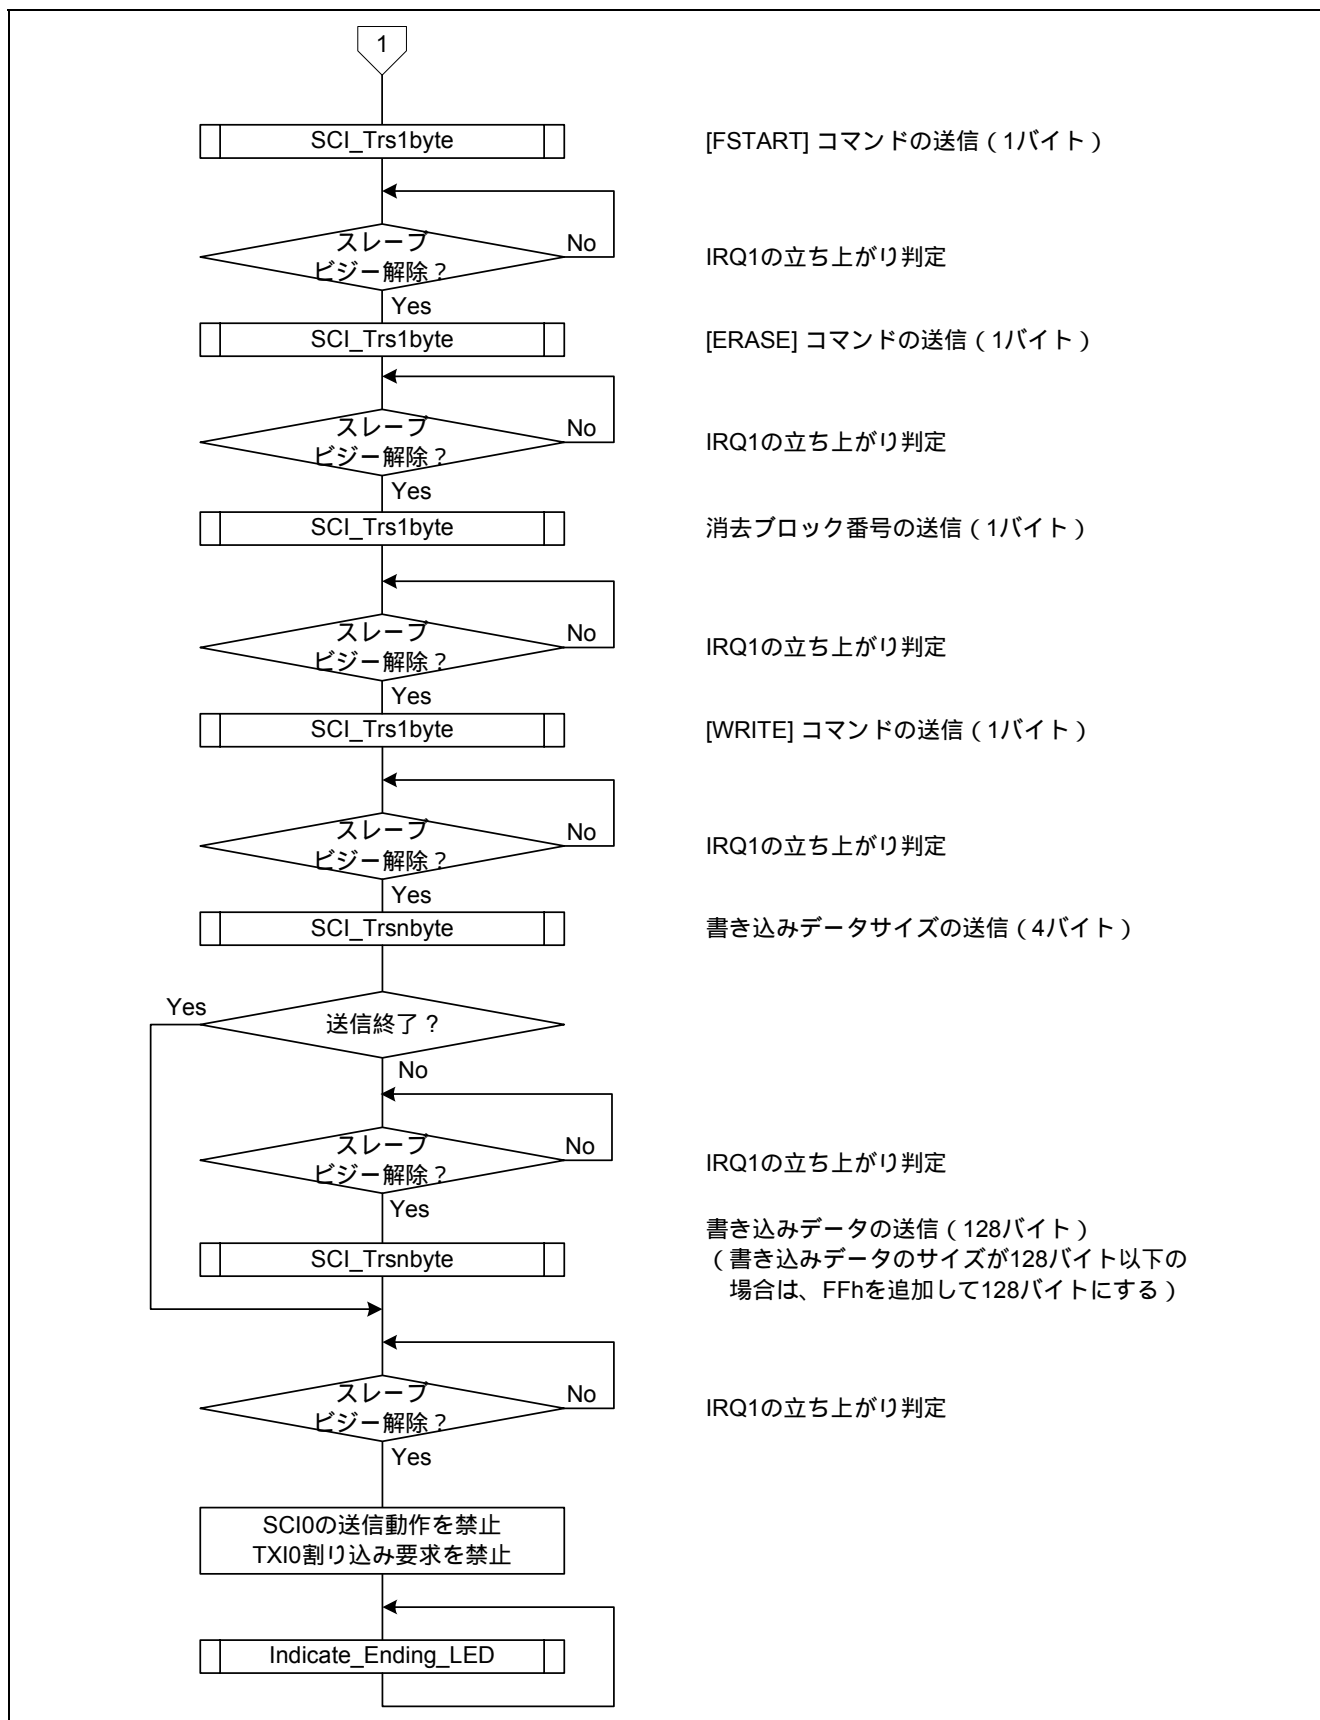 1
SCI_Trs1byte
[FSTART] コマンドの送信(1バイト)
スレーブ
ビジー解除?
No
IRQ1の立ち上がり判定
Yes
SCI_Trs1byte
[ERASE] コマンドの送信(1バイト)
スレーブ
ビジー解除?
No
IRQ1の立ち上がり判定
Yes
SCI_Trs1byte
消去ブロック番号の送信(1バイト)
スレーブ
ビジー解除?
No
IRQ1の立ち上がり判定
Yes
SCI_Trs1byte
[WRITE] コマンドの送信(1バイト)
スレーブ
ビジー解除?
No
IRQ1の立ち上がり判定
Yes
SCI_Trsnbyte
書き込みデータサイズの送信(4バイト)
Yes
送信終了?
No
スレーブ
ビジー解除?
No
IRQ1の立ち上がり判定
Yes
SCI_Trsnbyte
書き込みデータの送信(128バイト)
(書き込みデータのサイズが128バイト以下の
場合は、FFhを追加して128バイトにする)
スレーブ
ビジー解除?
No
IRQ1の立ち上がり判定
Yes
SCI0の送信動作を禁止
TXI0割り込み要求を禁止
Indicate_Ending_LED